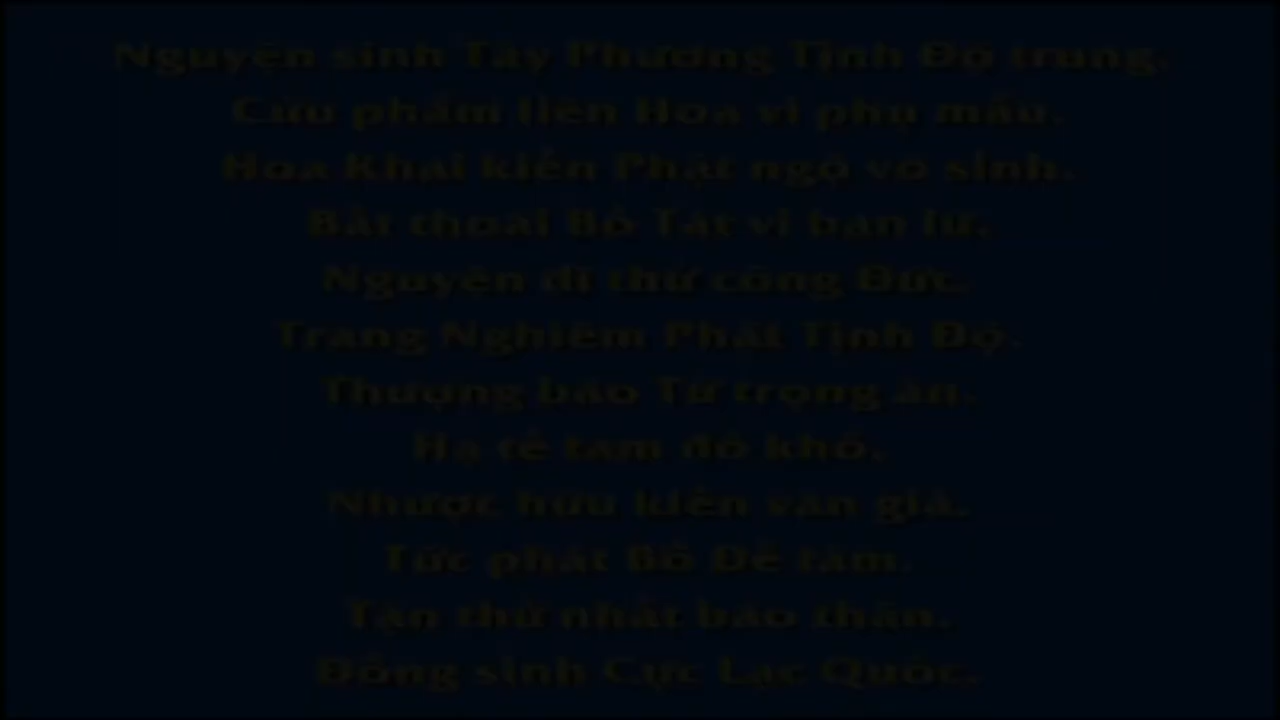 Nguyện sinh Tây Phương Tịnh Độ trung,
Cửu phẩm liên Hoa vi phụ mẫu.
Hoa Khai kiến Phật ngộ vô sinh,
Bất thoái Bồ Tát vi bạn lữ.
Nguyện dĩ thử công Đức,
Trang Nghiêm Phật Tịnh Độ.
Thượng báo Tứ trọng ân,
Hạ tế tam đồ khổ.
Nhược hữu kiến văn giả,
Tức phát Bồ Đề tâm.
Tận thử nhất báo thân,
Đồng sinh Cực Lạc Quốc.